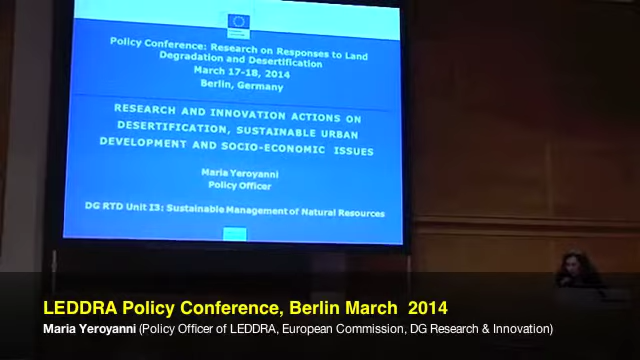 Policy Conference: Research on Responses to Land
Degradation and Desertification
March 17-18, 2014
Berlin, Germany
RESEARCH AND INNOVATION ACTIONS ON
DESERTIFICATION, SUSTAINABLE URBAN
DEVELOPMENT AND SOCIO-ECONOMIC ISSUES
Maria Yeroyanni
Policy Officer
DG RTD Unit I3: Sustainable Management of Natural Resources
LEDDRA Policy Conference, Berlin March 2014
Maria Yeroyanni (Policy Officer of LEDDRA, European Commission, DG Research & Innovation)